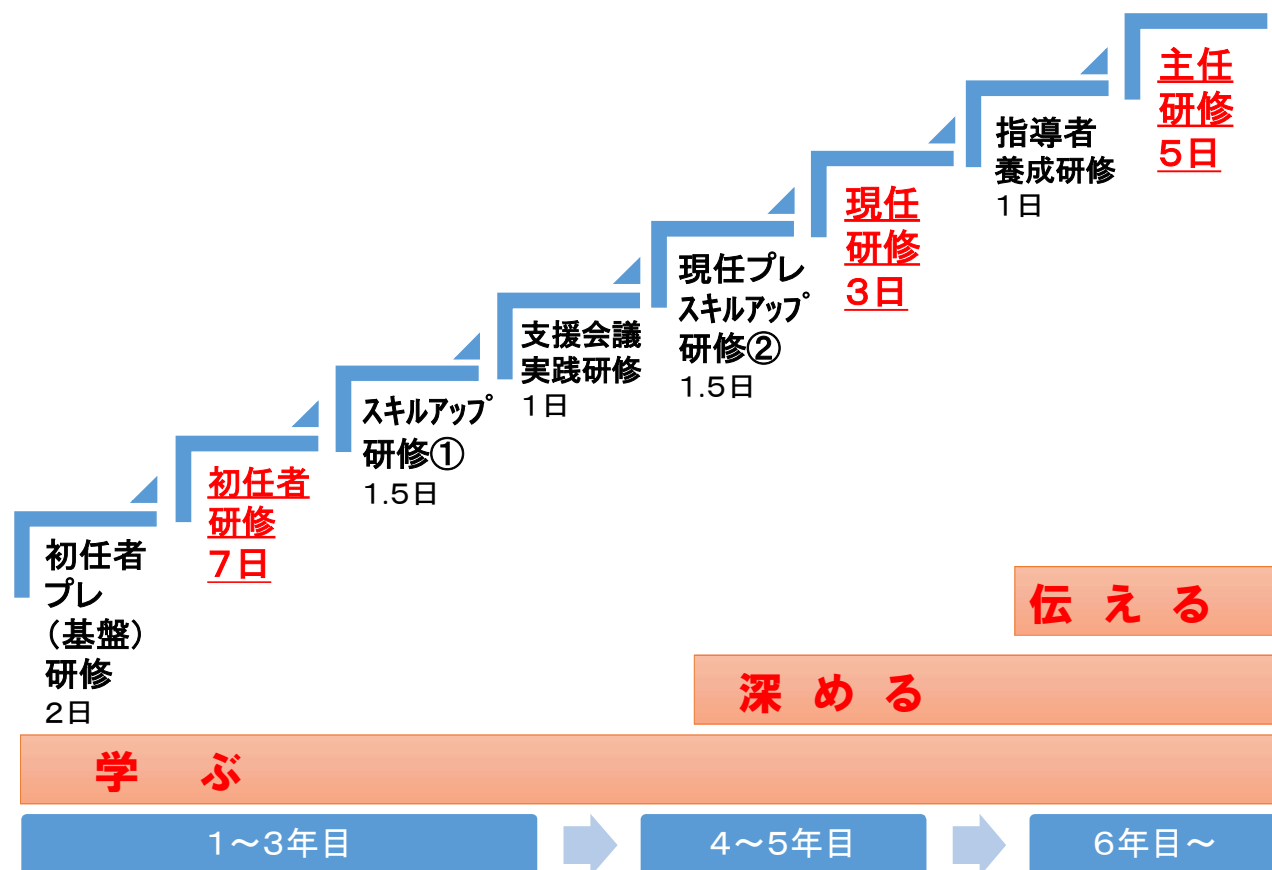 初任者
プレ
（基盤）
研修
２日
初任者
研修
７日
スキルアップ
研修①
１.５日
支援会議
実践研修
１日
現任プレ
スキルアップ
研修②
１.５日
現任
研修
３日
指導者
養成研修
１日
主任
研修
５日
伝 え る
深 め る
学 ぶ
１～３年目
４～５年目
６年目～